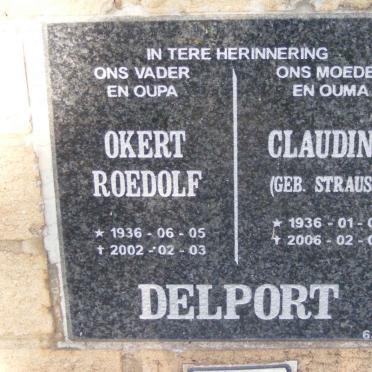 IN TERE HERINNERING
ONS VADER
EN OUPA
OKERT
ROEDOLF
★ 1936 - 06 - 05
✝ 2002 - 02 - 03
ONS MOEDE
EN OUMA
CLAUDIN
(GEB. STRAUS
★ 1936 - 01 -
✝ 2006 - 02 -
DELPORT
6